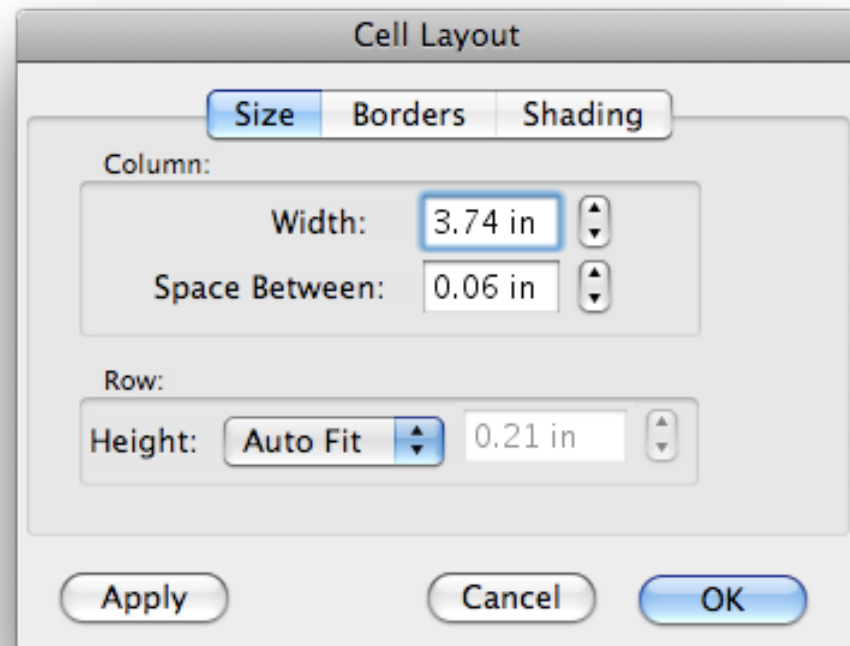 Cell Layout
Size Borders Shading
Column:
Width: 3.74 in
Space Between: 0.06 in
Row:
Height: Auto Fit 0.21 in
Apply Cancel OK